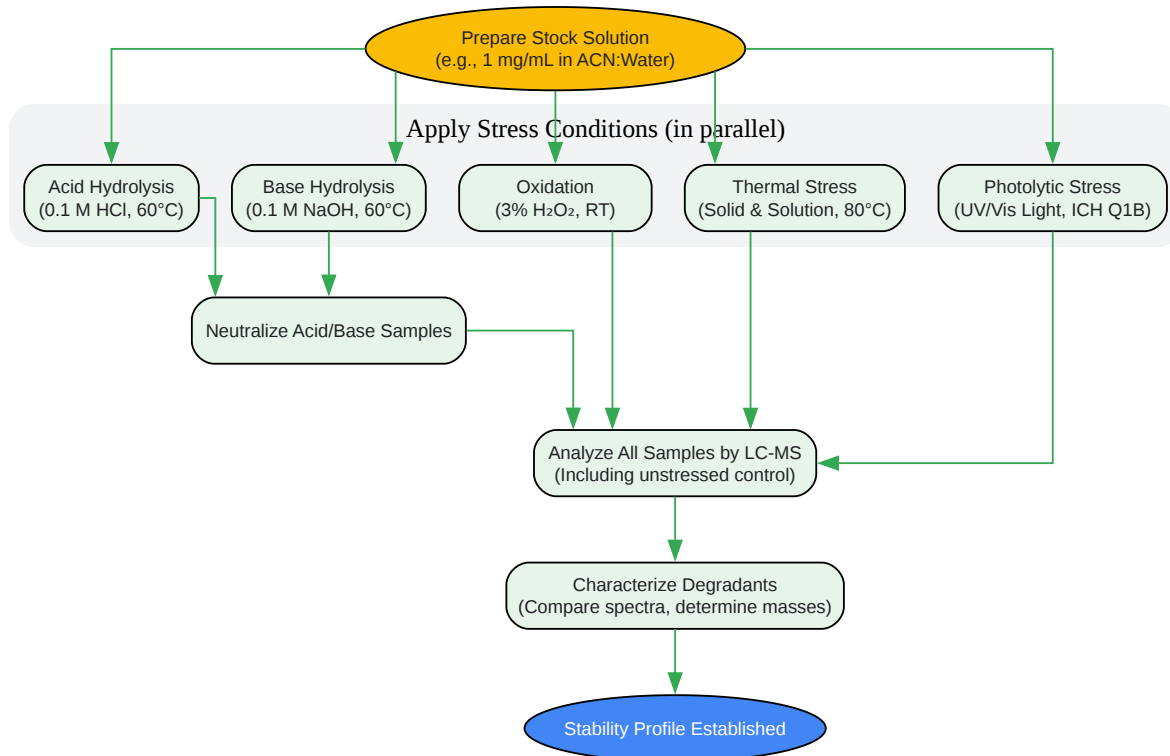 Prepare Stock Solution
(e.g., 1 mg/mL in ACN:Water)
Apply Stress Conditions (in parallel)
Acid Hydrolysis
(0.1 M HCl, 60°C)
Base Hydrolysis
(0.1 M NaOH, 60°C)
Oxidation
(3% H₂O₂, RT)
Thermal Stress
(Solid & Solution, 80°C)
Photolytic Stress
(UV/Vis Light, ICH Q1B)
Neutralize Acid/Base Samples
Analyze All Samples by LC-MS
(Including unstressed control)
Characterize Degradants
(Compare spectra, determine masses)
Stability Profile Established